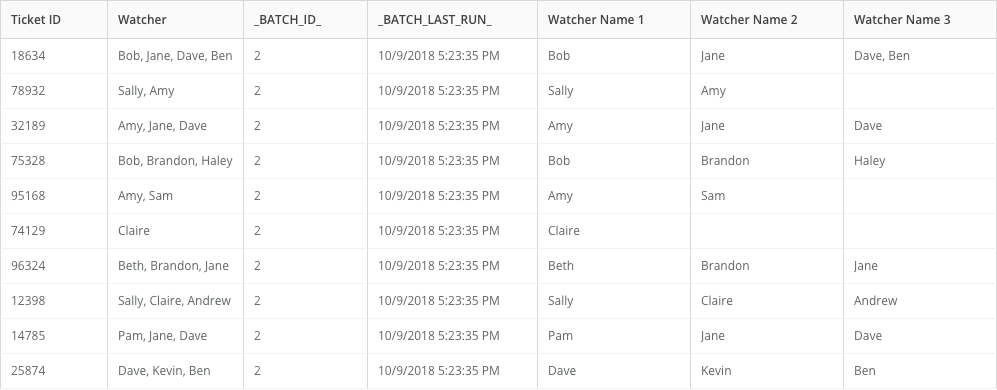 Ticket ID Watcher _BATCH_ID_ _BATCH_LAST_RUN_ Watcher Name 1 Watcher Name 2 Watcher Name 3
18634 Bob, Jane, Dave, Ben 2 10/9/2018 5:23:35 PM Bob Jane Dave, Ben
78932 Sally, Amy 2 10/9/2018 5:23:35 PM Sally Amy
32189 Amy, Jane, Dave 2 10/9/2018 5:23:35 PM Amy Jane Dave
75328 Bob, Brandon, Haley 2 10/9/2018 5:23:35 PM Bob Brandon Haley
95168 Amy, Sam 2 10/9/2018 5:23:35 PM Amy Sam
74129 Claire 2 10/9/2018 5:23:35 PM Claire
96324 Beth, Brandon, Jane 2 10/9/2018 5:23:35 PM Beth Brandon Jane
12398 Sally, Claire, Andrew 2 10/9/2018 5:23:35 PM Sally Claire Andrew
14785 Pam, Jane, Dave 2 10/9/2018 5:23:35 PM Pam Jane Dave
25874 Dave, Kevin, Ben 2 10/9/2018 5:23:35 PM Dave Kevin Ben